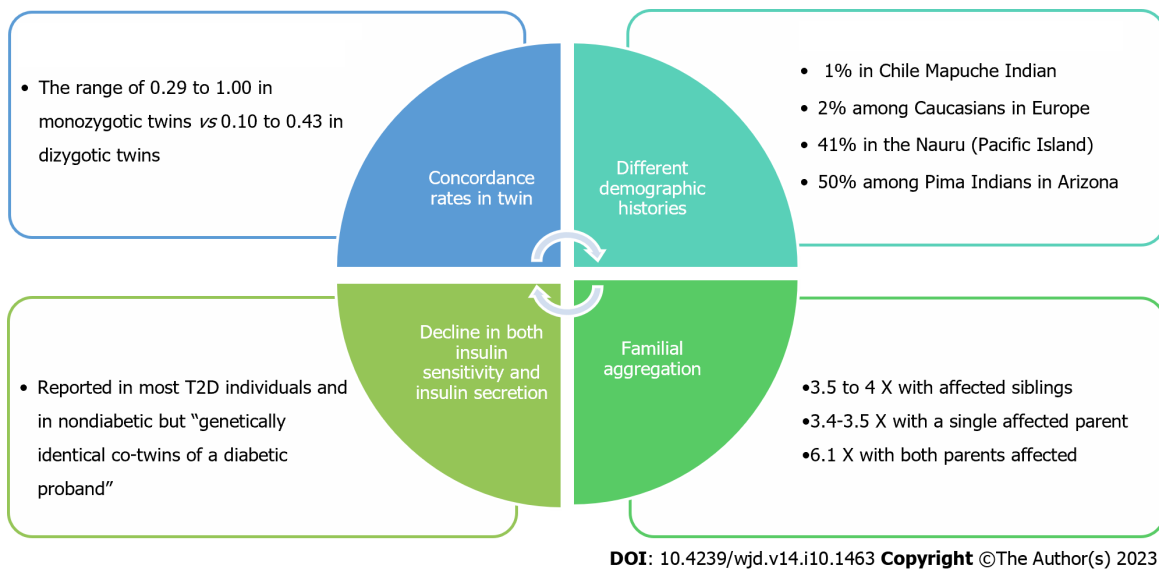 • The range of 0.29 to 1.00 in
monozygotic twins vs 0.10 to 0.43 in
dizygotic twins
Concordance
rates in twin
Different
demographic
histories
• 1% in Chile Mapuche Indian
• 2% among Caucasians in Europe
• 41% in the Nauru (Pacific Island)
• 50% among Pima Indians in Arizona
• Reported in most T2D individuals and
in nondiabetic but “genetically
identical co-twins of a diabetic
proband”
Decline in both
insulin
sensitivity and
insulin secretion
Familial
aggregation
•3.5 to 4 X with affected siblings
•3.4-3.5 X with a single affected parent
•6.1 X with both parents affected
DOI: 10.4239/wjd.v14.i10.1463 Copyright ©The Author(s) 2023